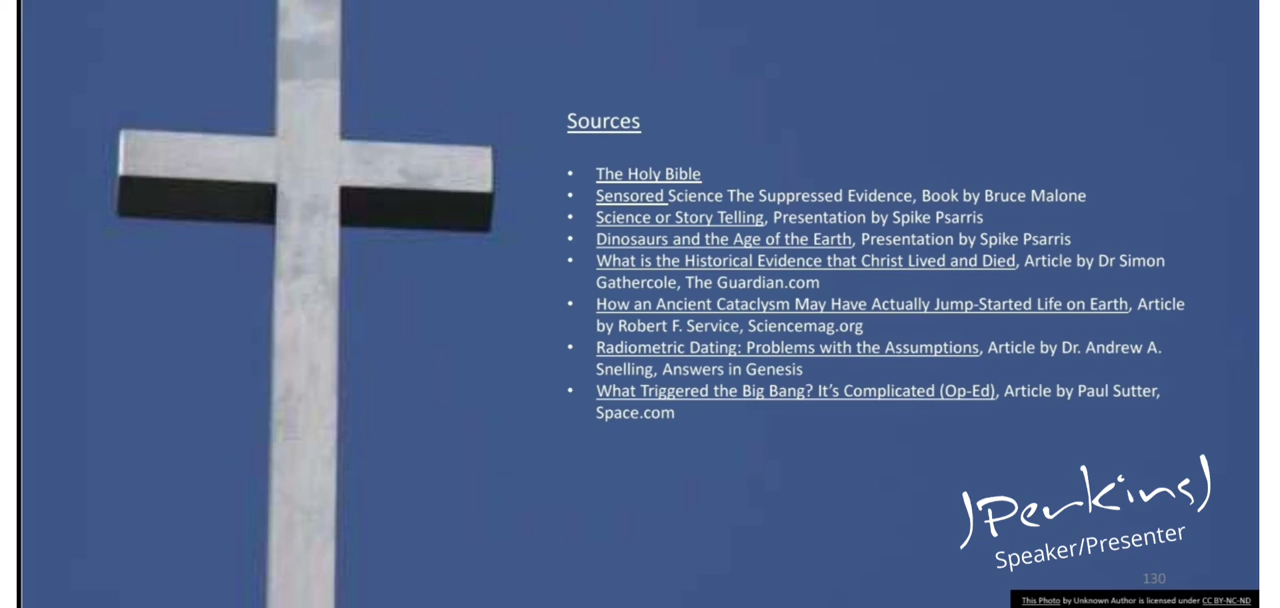 Sources
• The Holy Bible
• Sensored Science The Suppressed Evidence, Book by Bruce Malone
• Science or Story Telling, Presentation by Spike Psarris
• Dinosaurs and the Age of the Earth, Presentation by Spike Psarris
• What is the Historical Evidence that Christ Lived and Died, Article by Dr Simon
Gathercole, The Guardian.com
• How an Ancient Cataclysm May Have Actually Jump-Started Life on Earth, Article
by Robert F. Service, Sciencemag.org
• Radiometric Dating: Problems with the Assumptions, Article by Dr. Andrew A.
Snelling, Answers in Genesis
• What Triggered the Big Bang? It’s Complicated (Op-Ed), Article by Paul Sutter,
Space.com
JPerkinsJ
Speaker/Presenter
130
This Photo by Unknown Author is licensed under CC BY-NC-ND